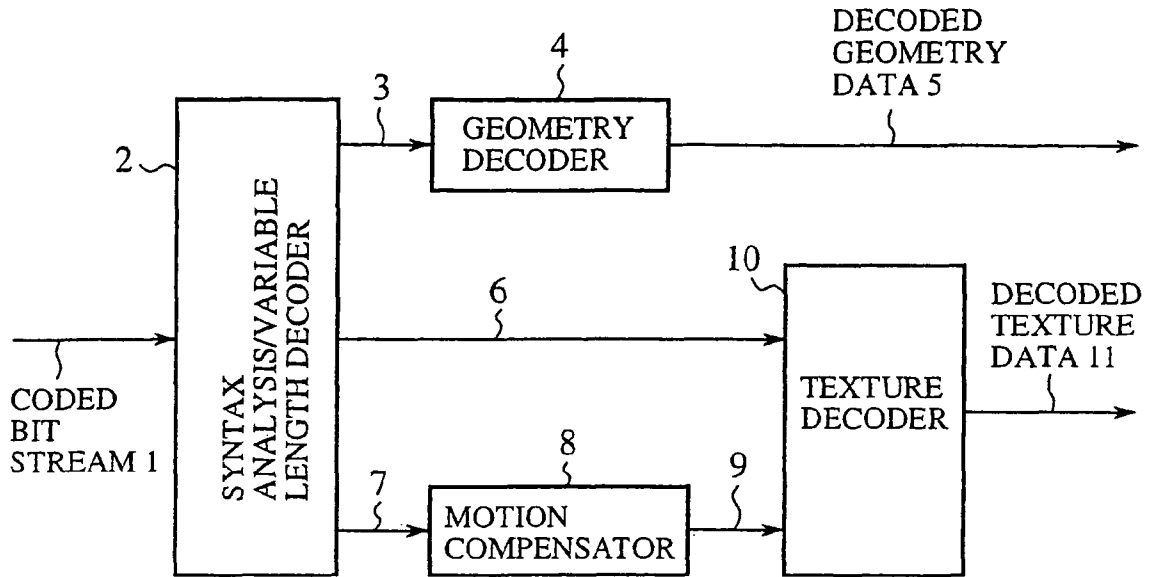 DECODED
GEOMETRY
DATA 5
4
3
GEOMETRY
DECODER
2
SYNTAX
ANALYSIS/VARIABLE
LENGTH DECODER
10
6
DECODED
TEXTURE
DATA 11
TEXTURE
DECODER
CODED
BIT
STREAM 1
8
7
9
MOTION
COMPENSATOR